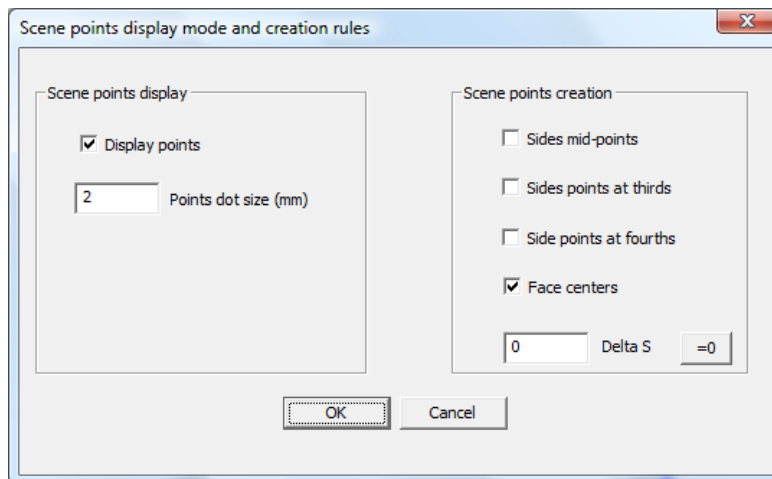 Scene points display mode and creation rules
Scene points display
Display points
2 Points dot size (mm)
Scene points creation
Sides mid-points
Sides points at thirds
Side points at fourths
Face centers
0 Delta S =0
OK Cancel